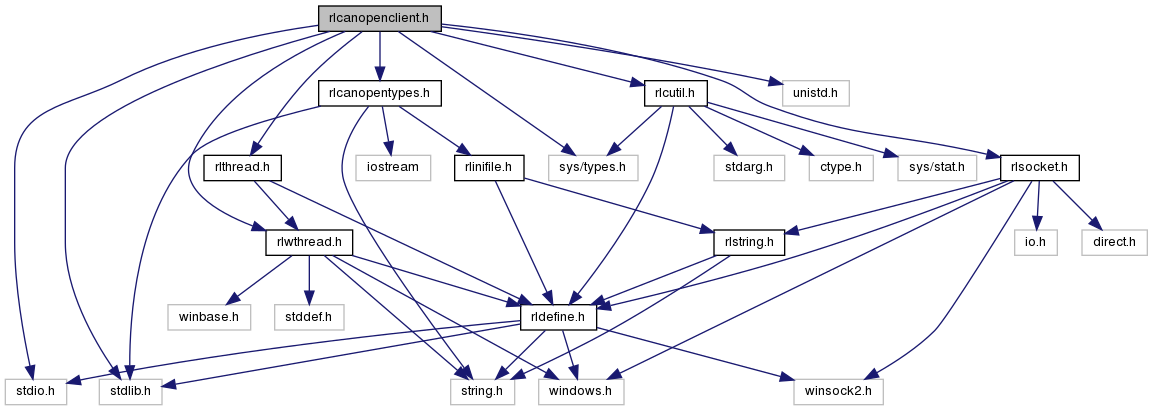 rlcanopenclient.h
rlcanopentypes.h
rlcutil.h
unistd.h
rlthread.h
iostream
rlinifile.h
sys/types.h
stdarg.h
ctype.h
sys/stat.h
rlsocket.h
rlwthread.h
rlstring.h
io.h
direct.h
winbase.h
stddef.h
rldefine.h
stdio.h
stdlib.h
string.h
windows.h
winsock2.h